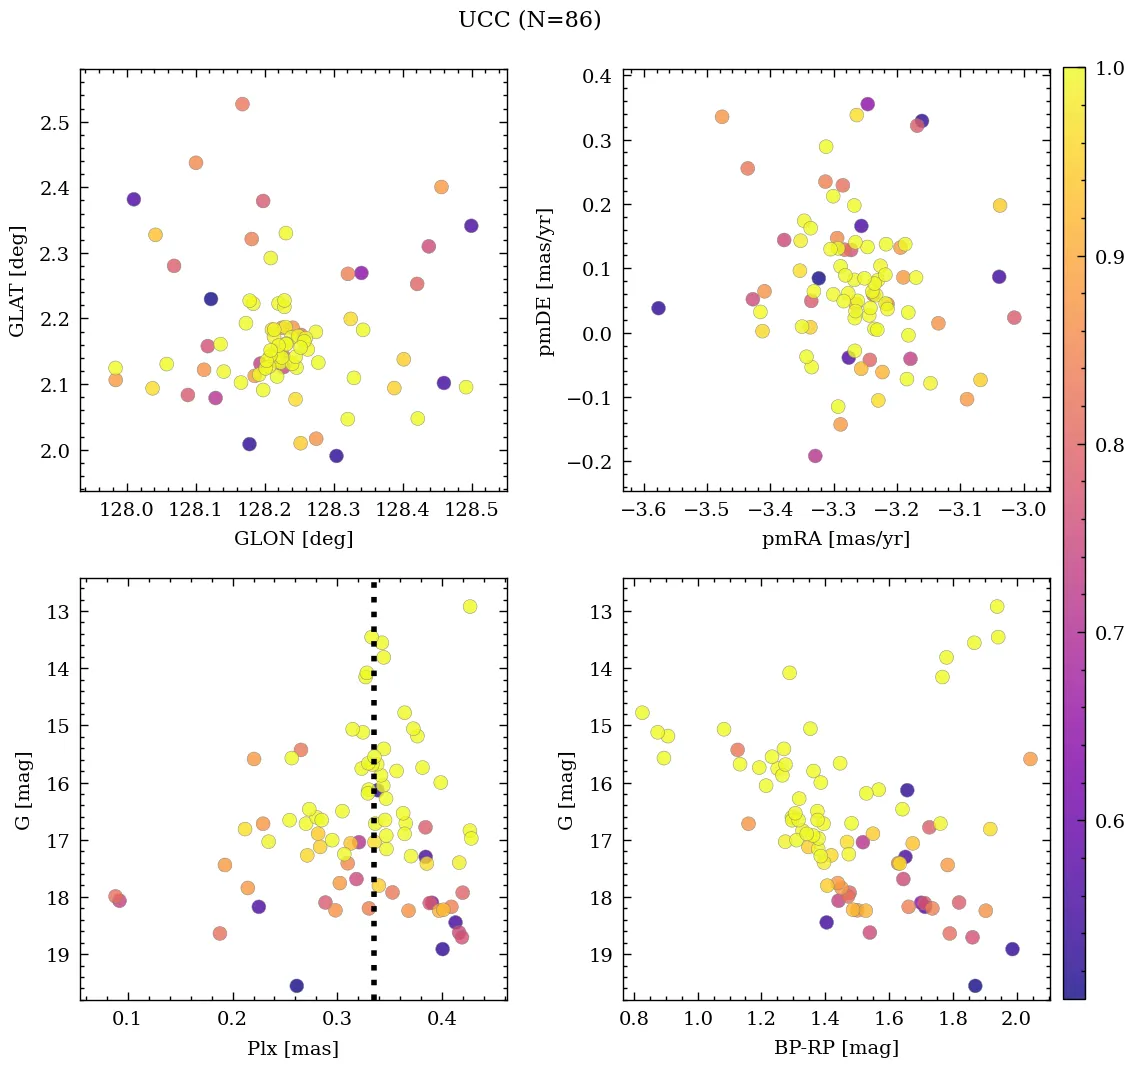 UCC (N=86)
2.5
2.4
2.3
2.2
2.1
2.0
GLAT [deg]
128.0 128.1 128.2 128.3 128.4 128.5
GLON [deg]
0.4
0.3
0.2
0.1
0.0
−0.1
−0.2
pmDE [mas/yr]
−3.6 −3.5 −3.4 −3.3 −3.2 −3.1 −3.0
pmRA [mas/yr]
1.0
0.9
0.8
0.7
0.6
13
14
15
16
17
18
19
G [mag]
0.1 0.2 0.3 0.4
Plx [mas]
13
14
15
16
17
18
19
G [mag]
0.8 1.0 1.2 1.4 1.6 1.8 2.0
BP-RP [mag]